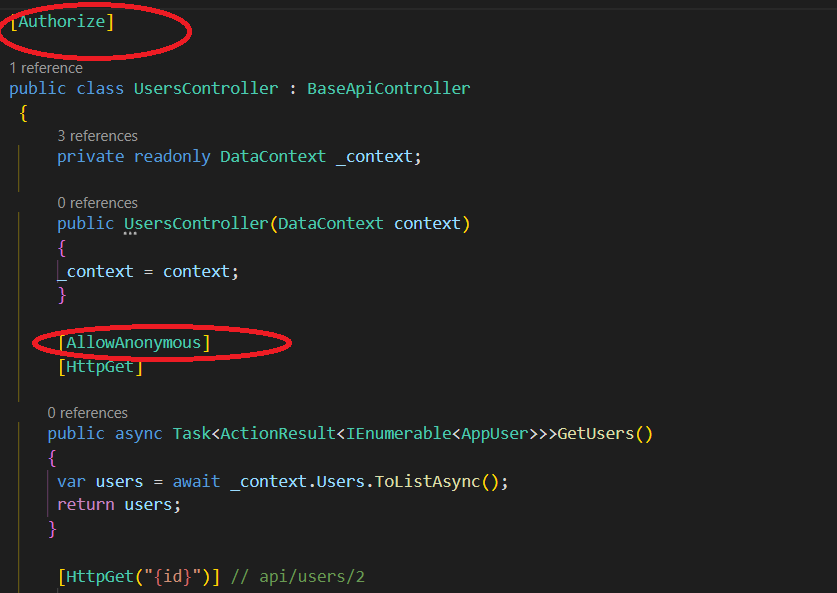 [Authorize]
1 reference
public class UsersController : BaseApiController
{
3 references
private readonly DataContext _context;
0 references
public UsersController(DataContext context)
{
_context = context;
}
[AllowAnonymous]
[HttpGet]
0 references
public async Task<ActionResult<IEnumerable<AppUser>>>GetUsers()
{
var users = await _context.Users.ToListAsync();
return users;
}
[HttpGet("{id}")] // api/users/2